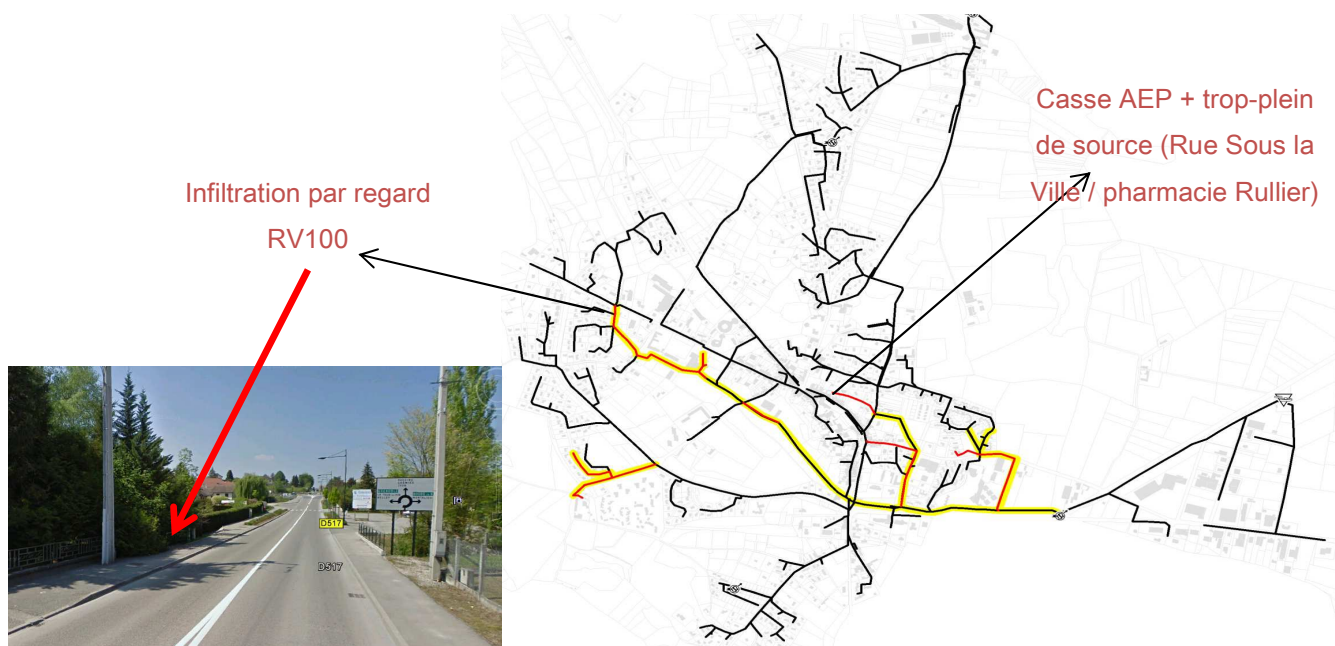 Infiltration par regard
RV100
Casse AEP + trop-plein
de source (Rue Sous la
Ville / pharmacie Rullier)
D517
D517